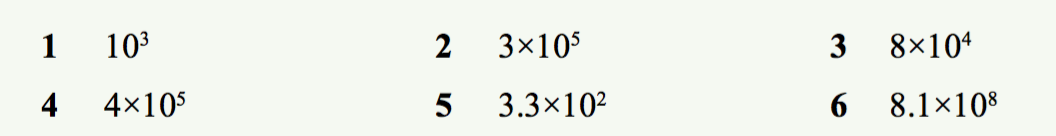 1 10³ 2 3×10⁵ 3 8×10⁴
4 4×10⁵ 5 3.3×10² 6 8.1×10⁸